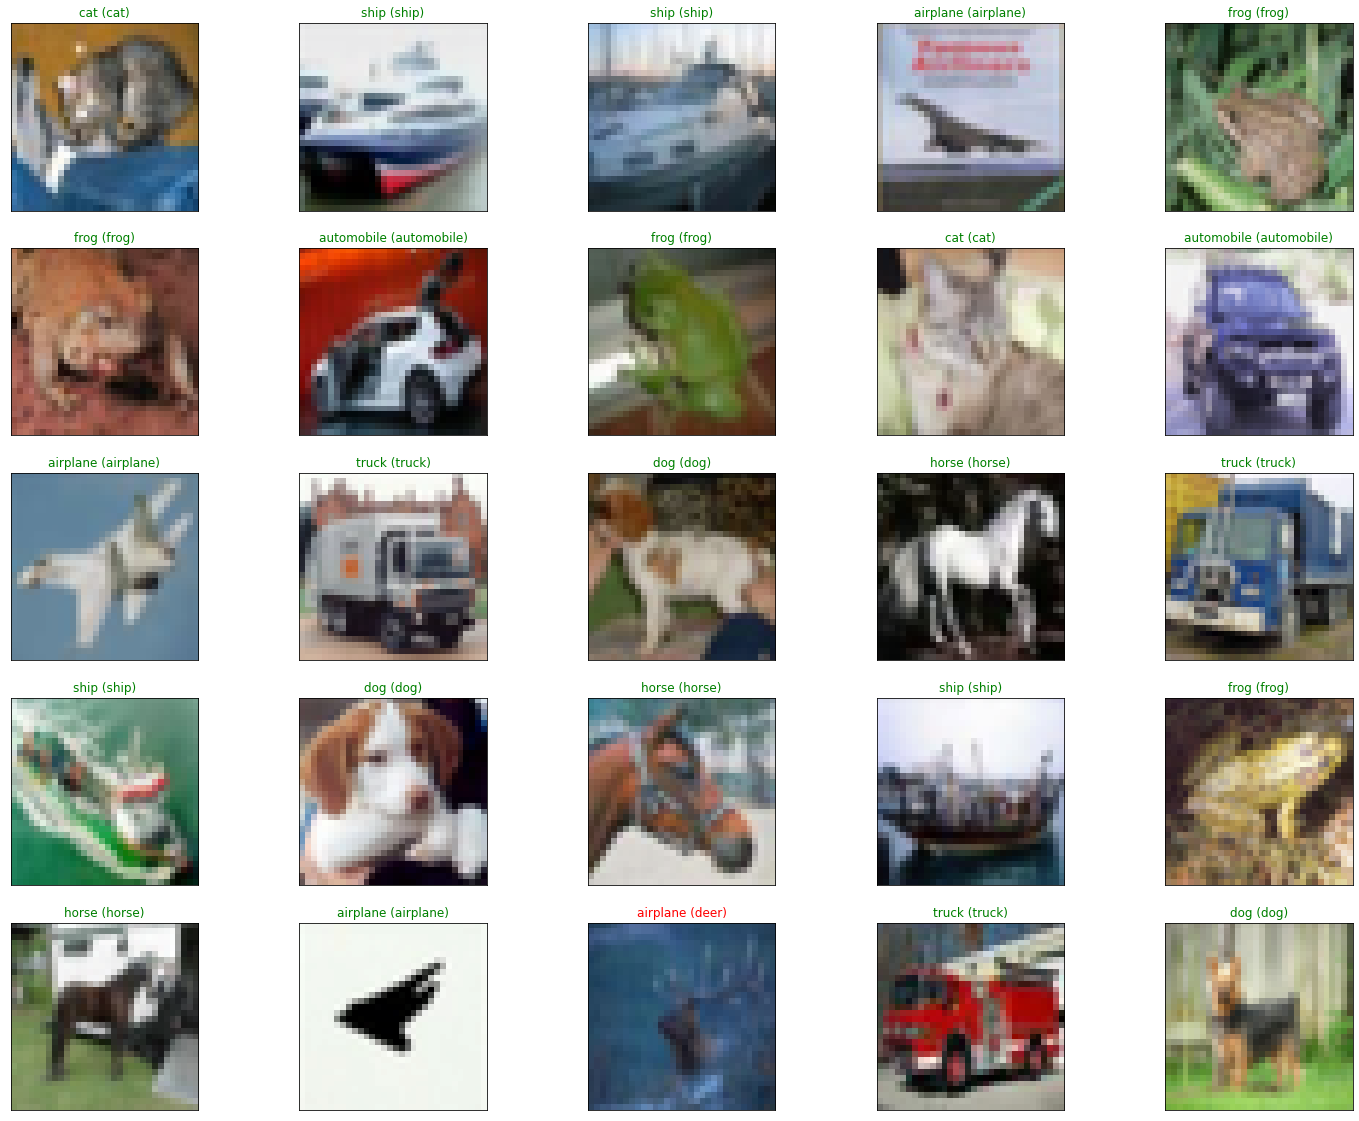 cat (cat)
ship (ship)
ship (ship)
airplane (airplane)
frog (frog)
frog (frog)
automobile (automobile)
frog (frog)
cat (cat)
automobile (automobile)
airplane (airplane)
truck (truck)
dog (dog)
horse (horse)
truck (truck)
ship (ship)
dog (dog)
horse (horse)
ship (ship)
frog (frog)
horse (horse)
airplane (airplane)
airplane (deer)
truck (truck)
dog (dog)